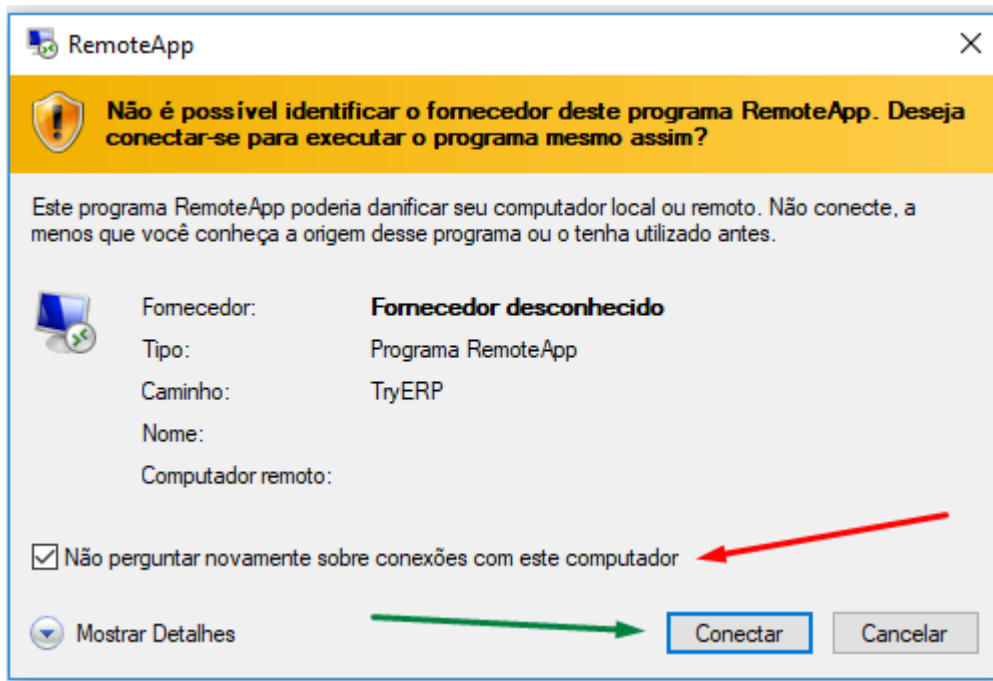 RemoteApp
Não é possível identificar o fornecedor deste programa RemoteApp. Deseja
conectar-se para executar o programa mesmo assim?
Este programa RemoteApp poderia danificar seu computador local ou remoto. Não conecte, a
menos que você conheça a origem desse programa ou o tenha utilizado antes.
Fornecedor: Fornecedor desconhecido
Tipo: Programa RemoteApp
Caminho: TryERP
Nome:
Computador remoto:
Não perguntar novamente sobre conexões com este computador
Mostrar Detalhes Conectar Cancelar